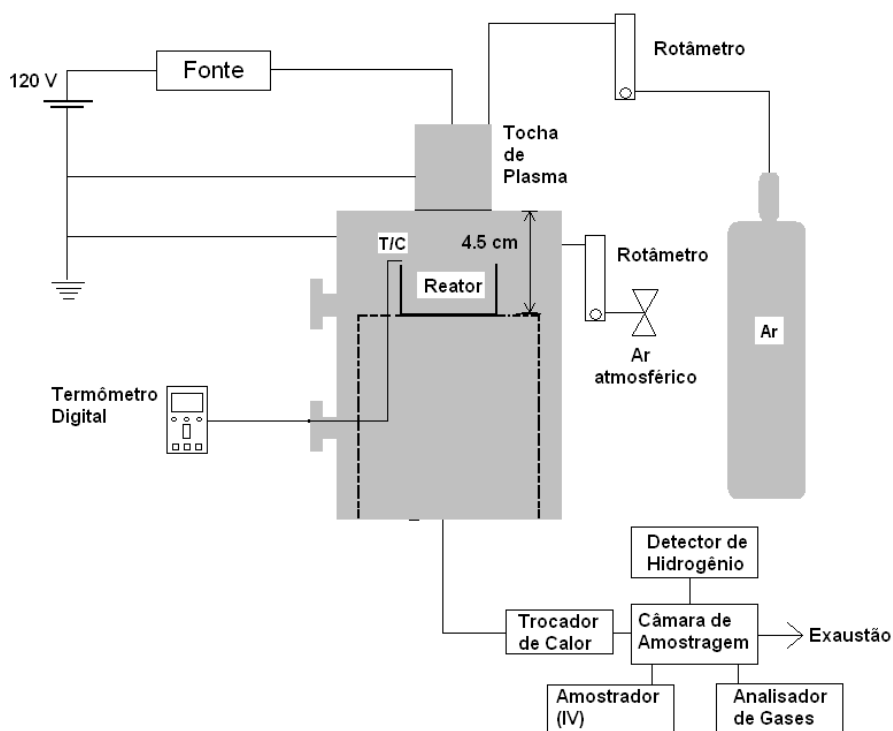 120 V
Fonte
Rotâmetro
Tocha
de
Plasma
T/C
4.5 cm
Reator
Rotâmetro
Ar
atmosférico
Ar
Termômetro
Digital
Detector de
Hidrogênio
Trocador
de Calor
Câmara de
Amostragem
Exaustão
Amostrador
(IV)
Analisador
de Gases